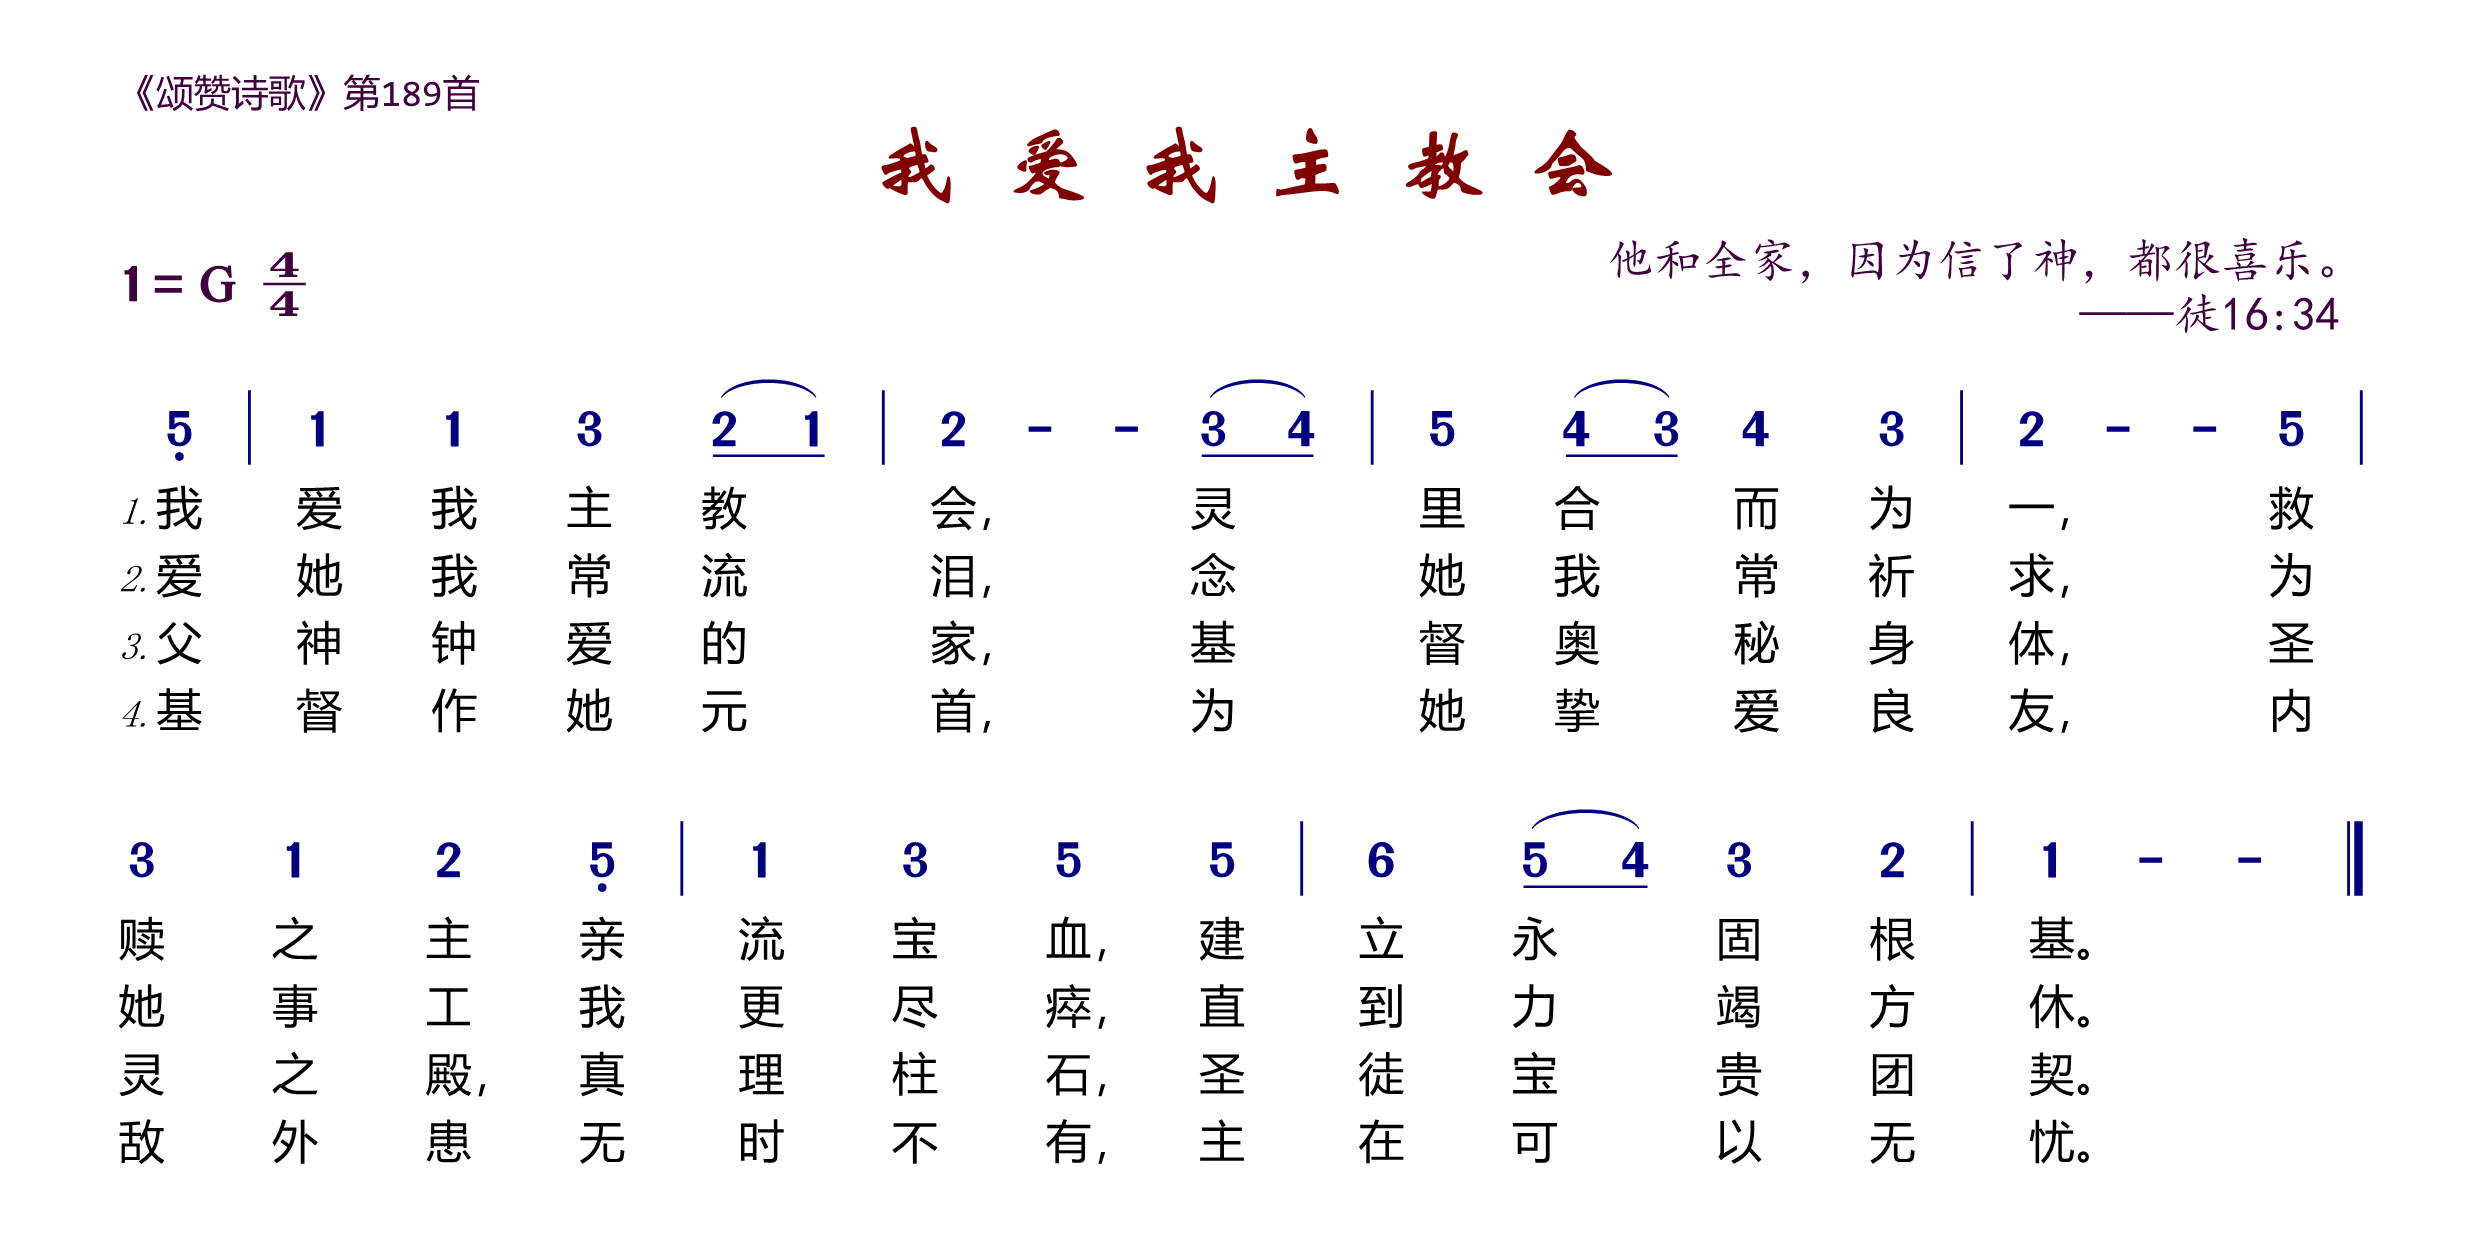 《颂赞诗歌》第189首
我爱我主教会
1=G 4/4
他和全家，因为信了神，都很喜乐。
——徒16:34
5̣ | 1 1 3 2 1 | 2 - - 3 4 | 5 4 3 4 3 | 2 - - 5 |
1.我爱我主教会，灵里合而为一，救
2.爱她我常流泪，念她我常祈求，为
3.父神钟爱的家，基督奥秘身体，圣
4.基督作她元首，为她挚爱良友，内
3 1 2 5̣ | 1 3 5 5 | 6 5 4 3 2 | 1 - - ‖
赎之主亲流宝血，建立永固根基。
她事工我更尽瘁，直到力竭方休。
灵之殿，真理柱石，圣徒宝贵团契。
敌外患无时不有，主在可以无忧。